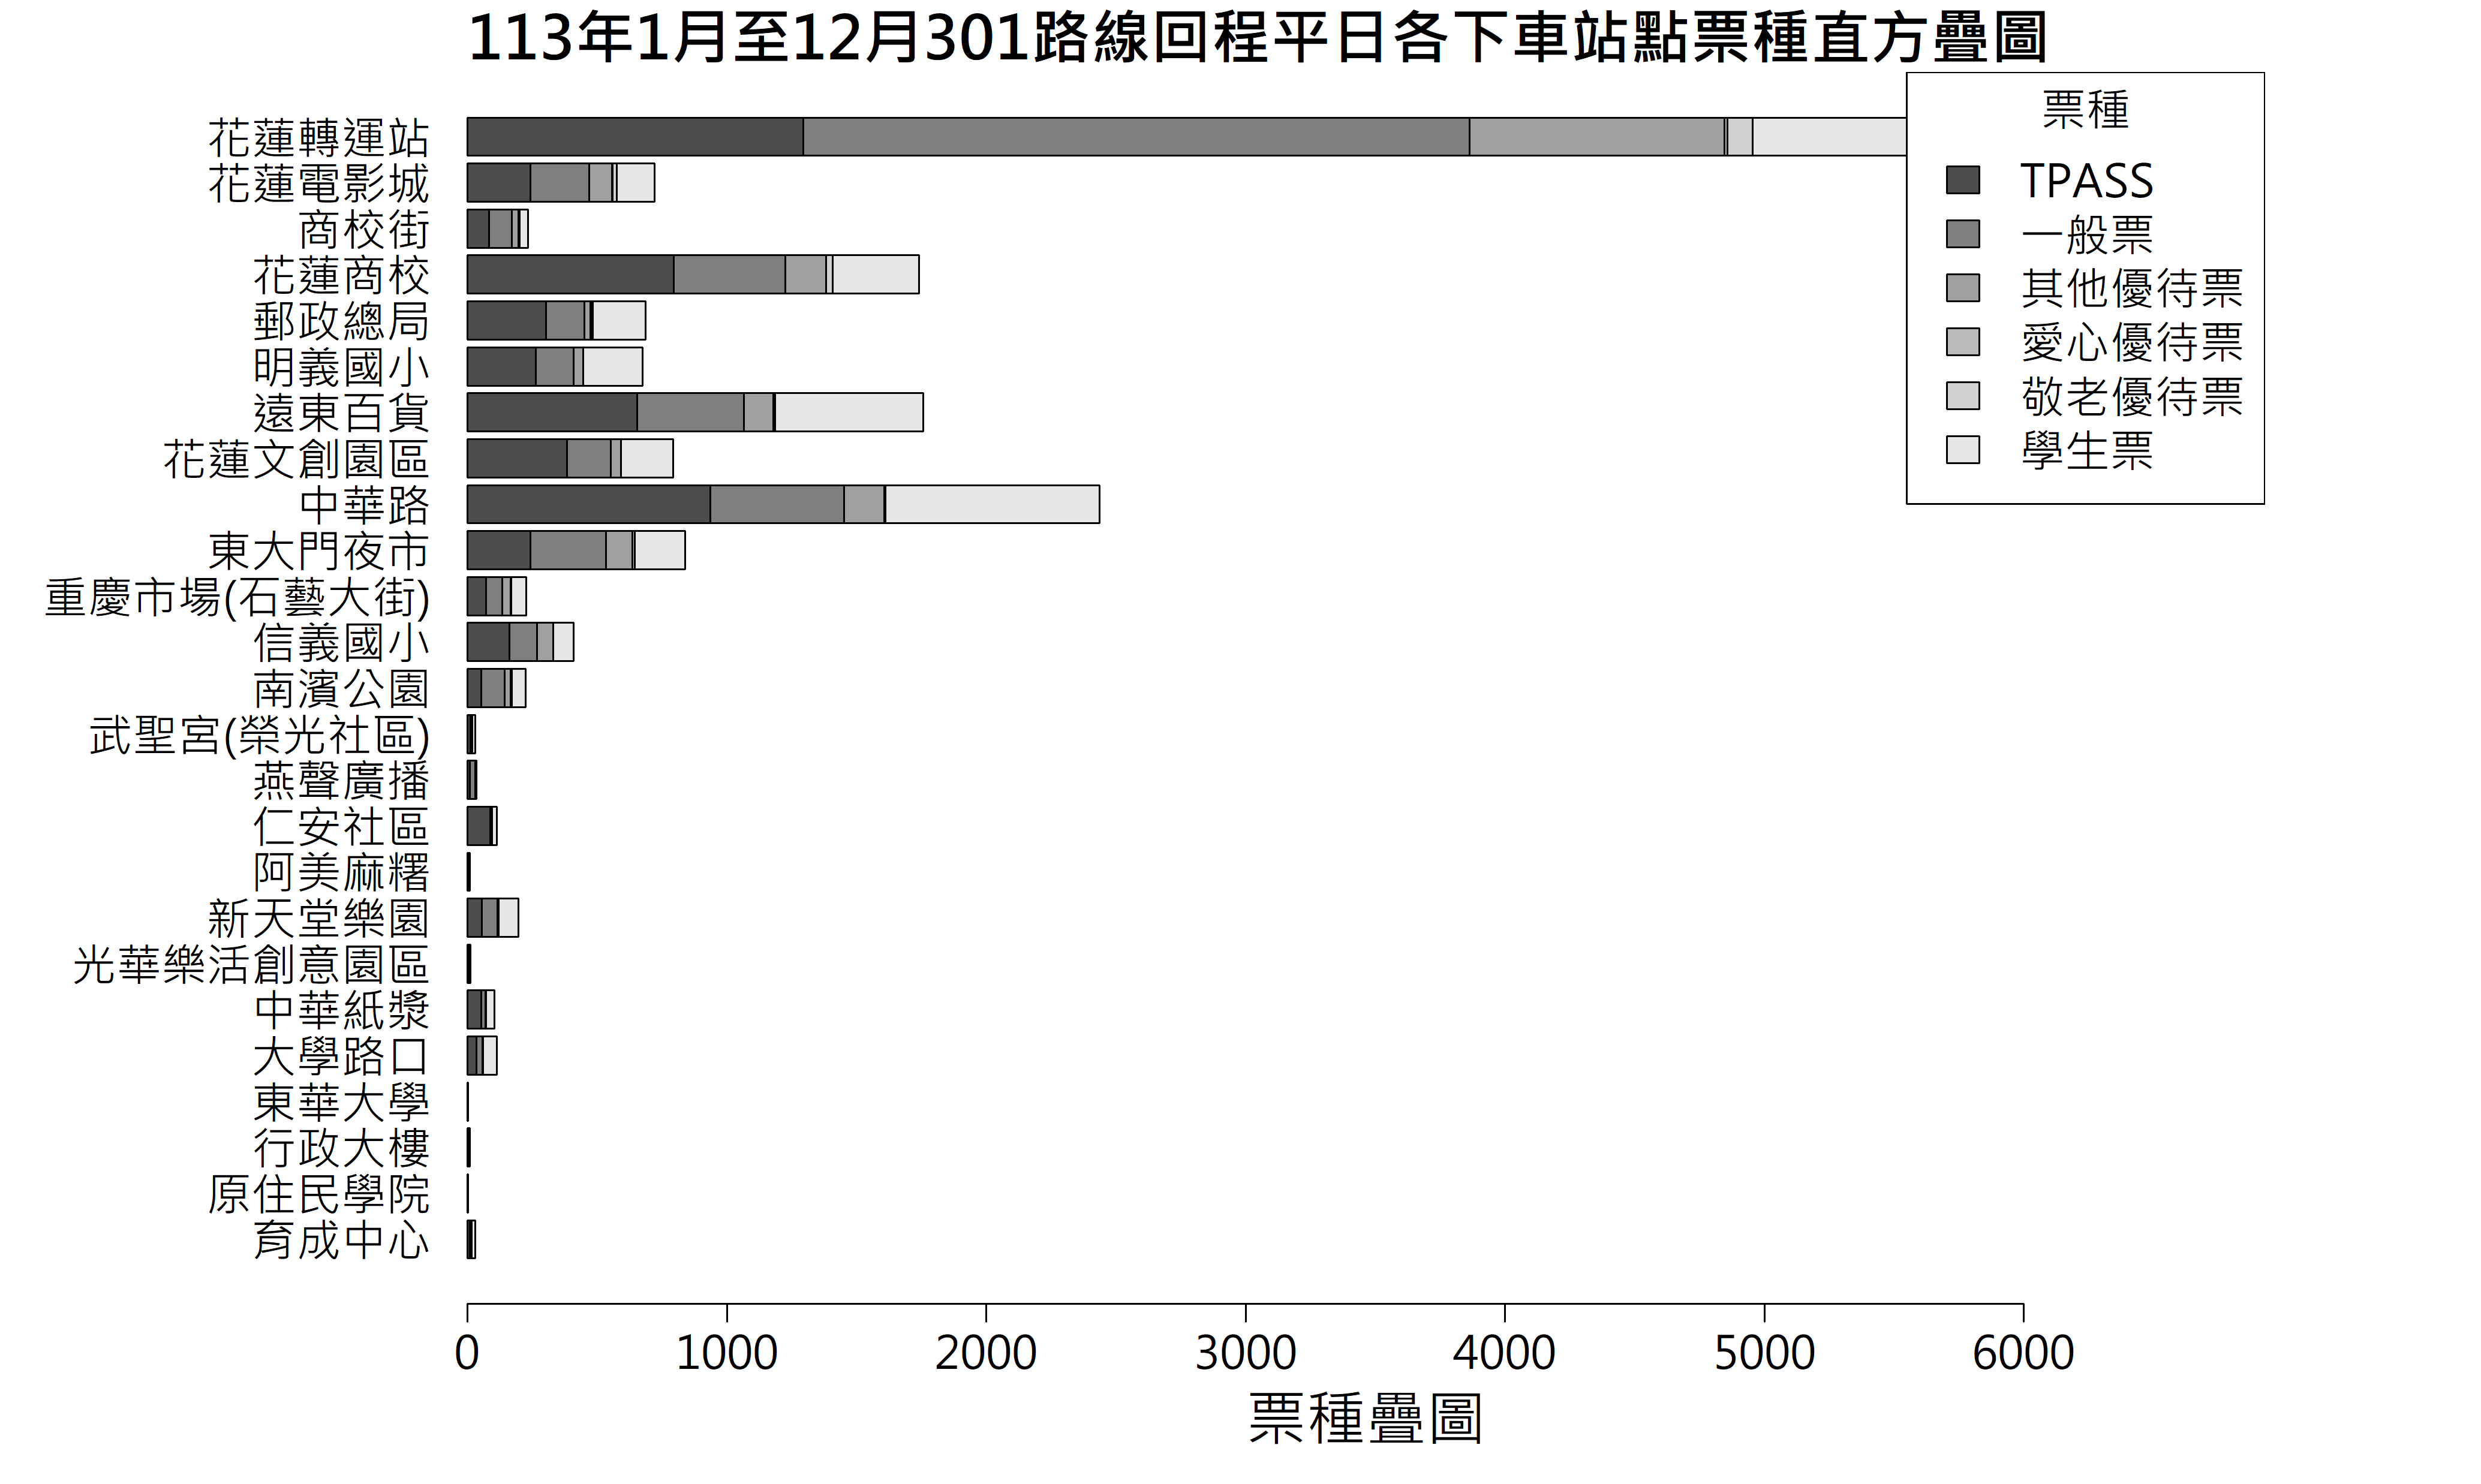 113年1月至12月301路線回程平日各下車站點票種直方疊圖
票種
TPASS
一般票
其他優待票
愛心優待票
敬老優待票
學生票
花蓮轉運站
花蓮電影城
商校街
花蓮商校
郵政總局
明義國小
遠東百貨
花蓮文創園區
中華路
東大門夜市
重慶市場(石藝大街)
信義國小
南濱公園
武聖宮(榮光社區)
燕聲廣播
仁安社區
阿美麻糬
新天堂樂園
光華樂活創意園區
中華紙漿
大學路口
東華大學
行政大樓
原住民學院
育成中心
0 1000 2000 3000 4000 5000 6000
票種疊圖